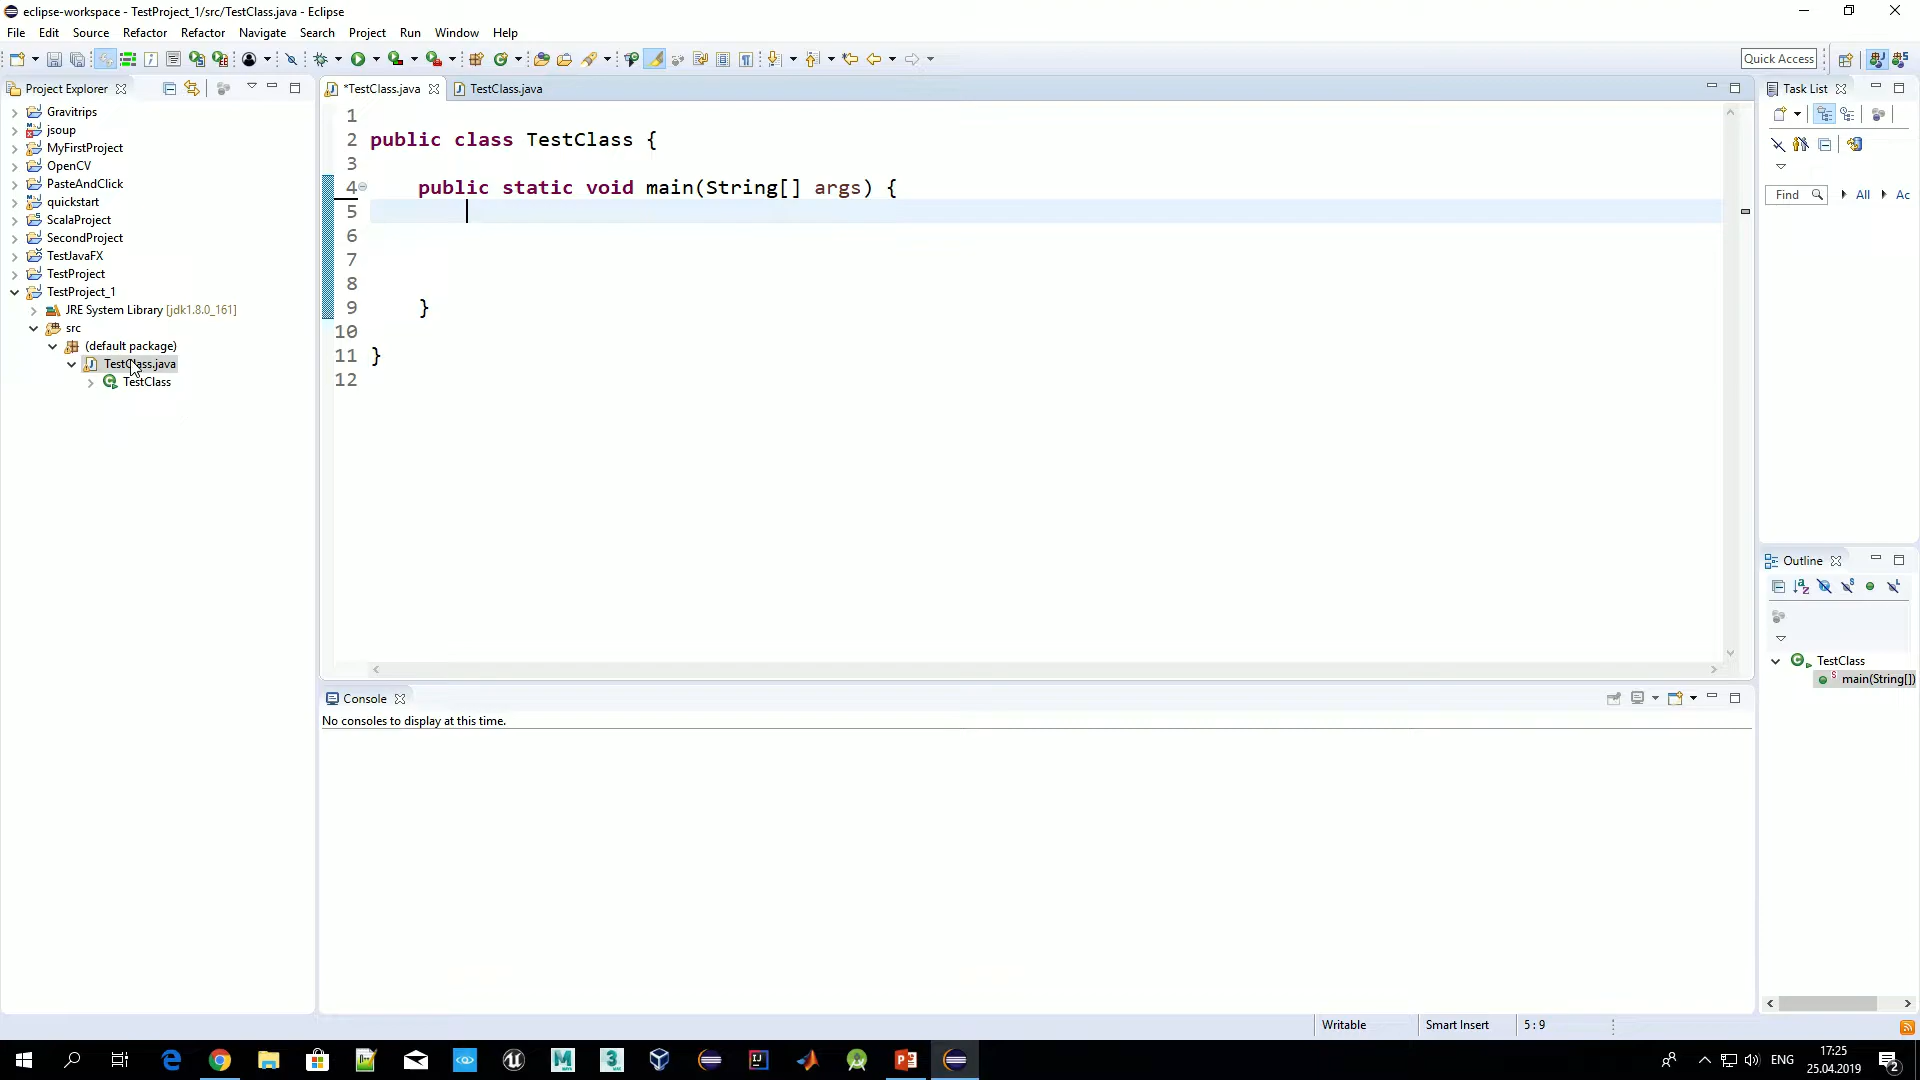 eclipse-workspace - TestProject_1/src/TestClass.java - Eclipse
File Edit Source Refactor Refactor Navigate Search Project Run Window Help
Quick Access
Project Explorer
Gravitrips
jsoup
MyFirstProject
OpenCV
PasteAndClick
quickstart
ScalaProject
SecondProject
TestJavaFX
TestProject
TestProject_1
JRE System Library [jdk1.8.0_161]
src
(default package)
TestClass.java
TestClass
*TestClass.java TestClass.java
1
2 public class TestClass {
3
4 public static void main(String[] args) {
5
6
7
8
9 }
10
11 }
12
Console
No consoles to display at this time.
Task List
Find All Ac
Outline
TestClass
main(String[])
Writable Smart Insert 5 : 9
ENG 17:25
25.04.2019
2